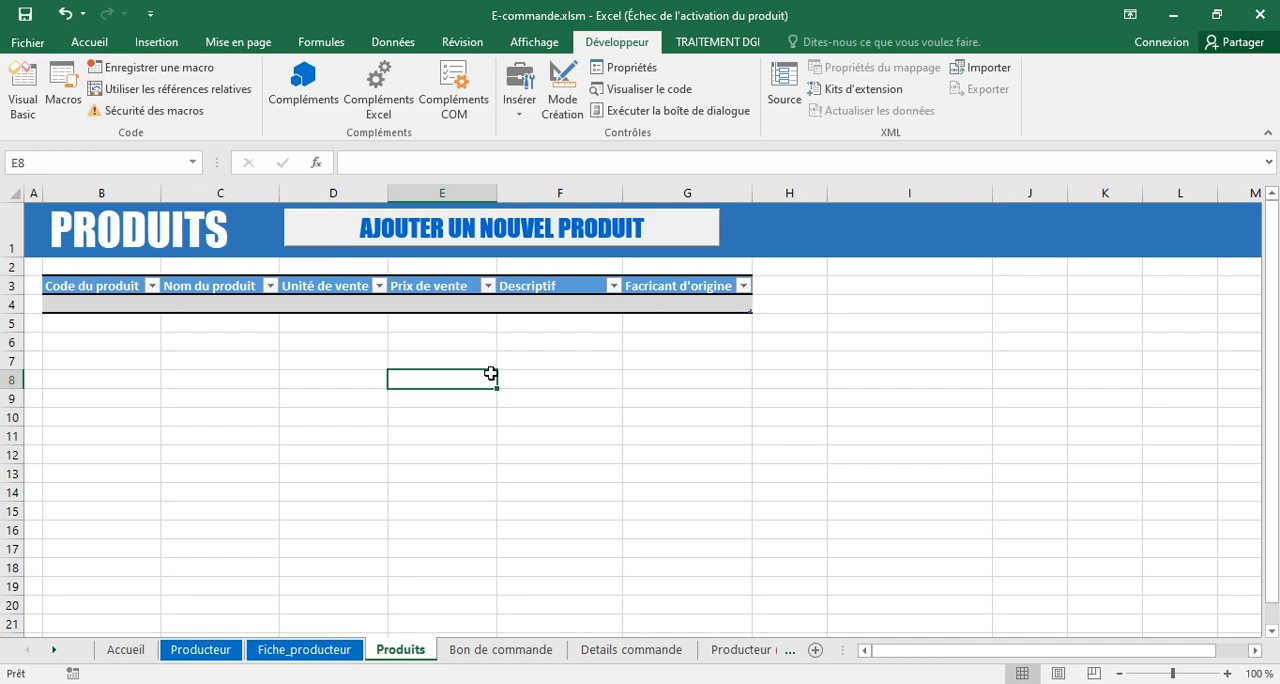 E-commande.xlsm - Excel (Échec de l'activation du produit)
Fichier Accueil Insertion Mise en page Formules Données Révision Affichage Développeur TRAITEMENT DGI Dites-nous ce que vous voulez faire. Connexion Partager
Visual Basic
Macros
Enregistrer une macro
Utiliser les références relatives
Sécurité des macros
Code
Compléments
Compléments Excel
Compléments COM
Compléments
Insérer
Mode Création
Propriétés
Visualiser le code
Exécuter la boîte de dialogue
Contrôles
Source
Propriétés du mappage
Kits d'extension
Actualiser les données
Importer
Exporter
XML
E8 fx
A B C D E F G H I J K L M
1 PRODUITS AJOUTER UN NOUVEL PRODUIT
2
3 Code du produit Nom du produit Unité de vente Prix de vente Descriptif Facricant d'origine
4
5
6
7
8
9
10
11
12
13
14
15
16
17
18
19
20
21
Accueil Producteur Fiche_producteur Produits Bon de commande Details commande Producteur ( ...
Prêt 100 %